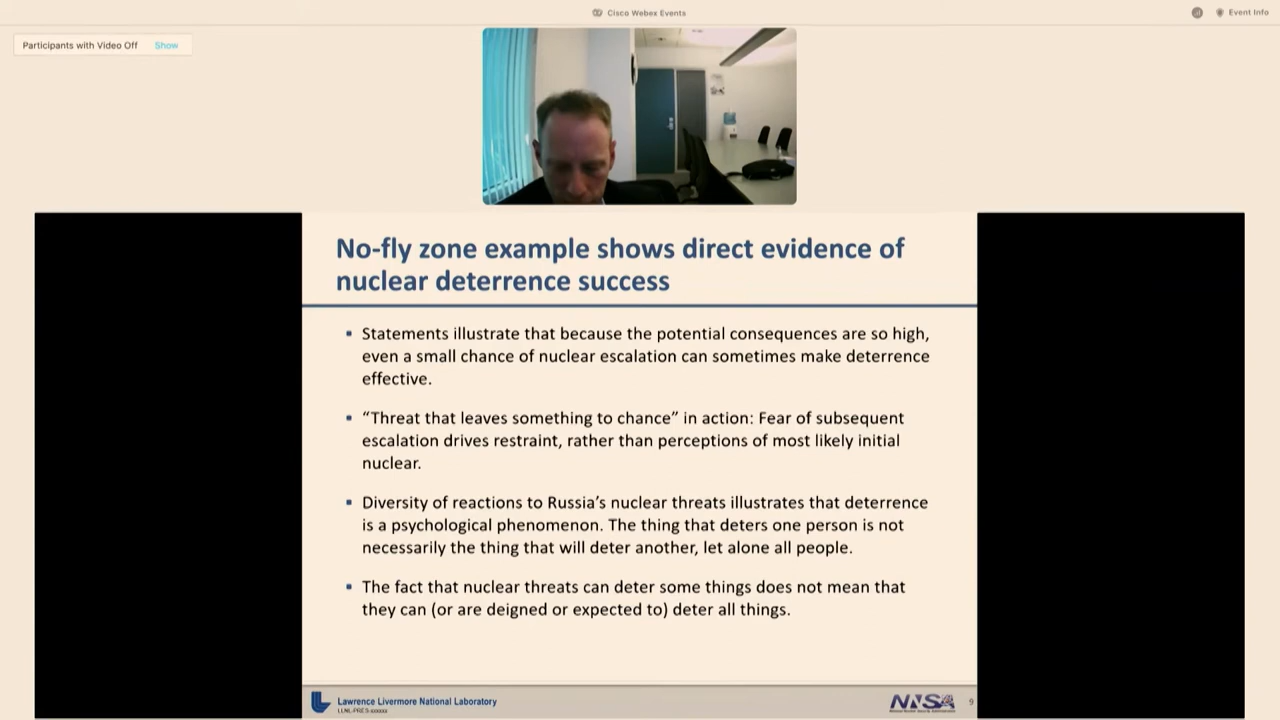 Cisco Webex Events
Event Info
Participants with Video Off Show
No-fly zone example shows direct evidence of
nuclear deterrence success
▪ Statements illustrate that because the potential consequences are so high,
even a small chance of nuclear escalation can sometimes make deterrence
effective.
▪ “Threat that leaves something to chance” in action: Fear of subsequent
escalation drives restraint, rather than perceptions of most likely initial
nuclear.
▪ Diversity of reactions to Russia’s nuclear threats illustrates that deterrence
is a psychological phenomenon. The thing that deters one person is not
necessarily the thing that will deter another, let alone all people.
▪ The fact that nuclear threats can deter some things does not mean that
they can (or are deigned or expected to) deter all things.
Lawrence Livermore National Laboratory
LLNL-PRES-xxxxxx
NNSA
9